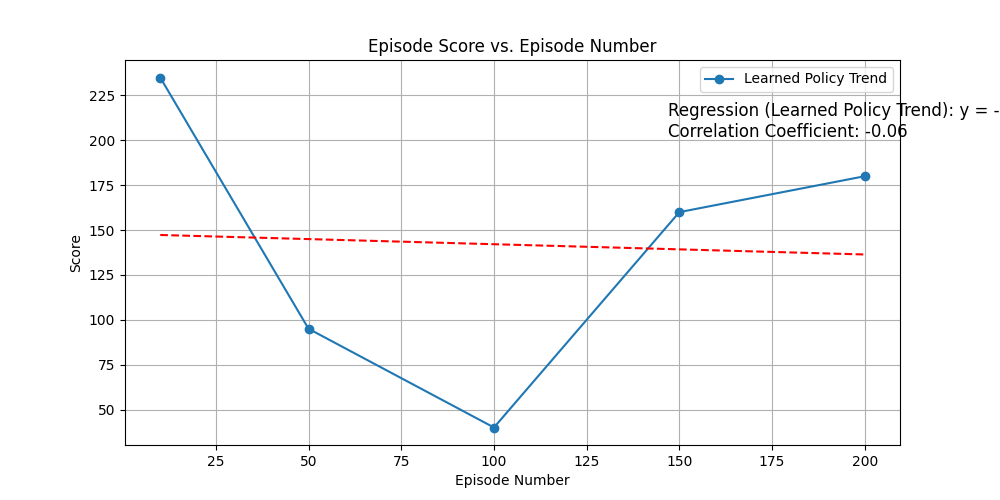 Episode Score vs. Episode Number
Learned Policy Trend
Regression (Learned Policy Trend): y = -
Correlation Coefficient: -0.06
225
200
175
150
125
100
75
50
Score
25
50
75
100
125
150
175
200
Episode Number